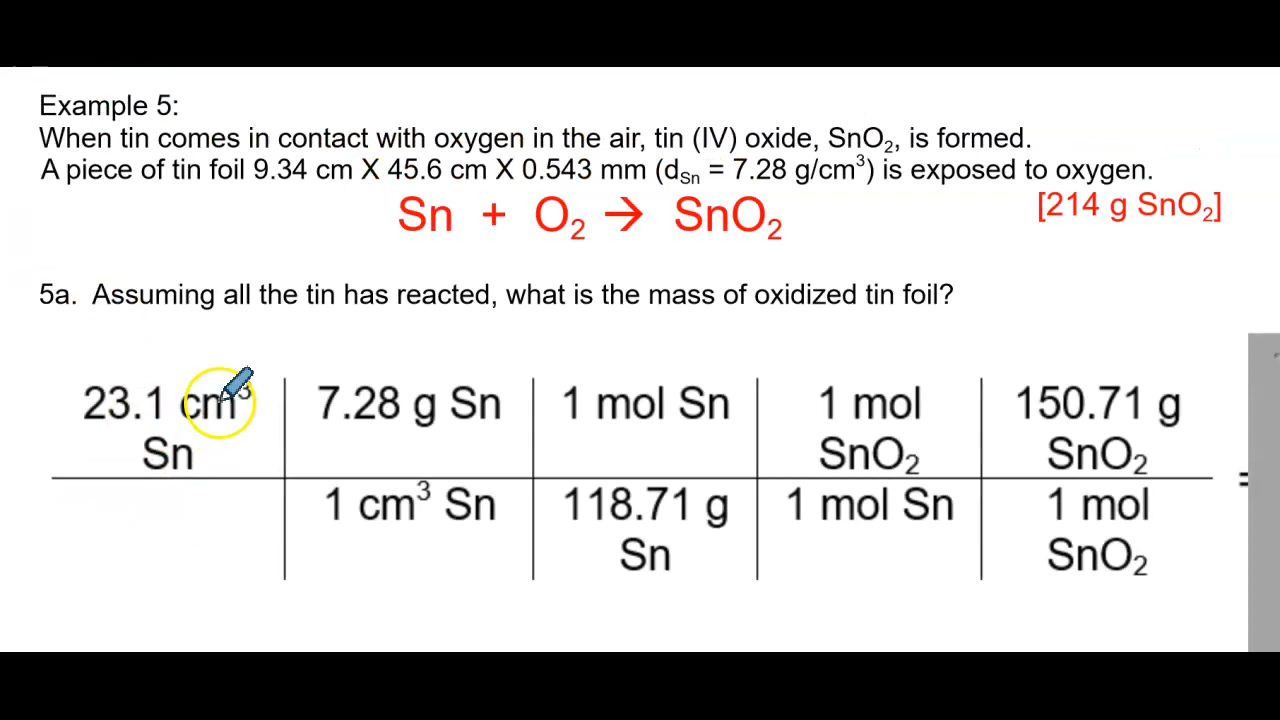 Example 5:
When tin comes in contact with oxygen in the air, tin (IV) oxide, SnO₂, is formed.
A piece of tin foil 9.34 cm X 45.6 cm X 0.543 mm (dSn = 7.28 g/cm³) is exposed to oxygen.
Sn + O₂ → SnO₂
[214 g SnO₂]
5a. Assuming all the tin has reacted, what is the mass of oxidized tin foil?
23.1 cm³ 7.28 g Sn 1 mol Sn 1 mol 150.71 g
Sn SnO₂ SnO₂
=
1 cm³ Sn 118.71 g 1 mol Sn 1 mol
Sn SnO₂